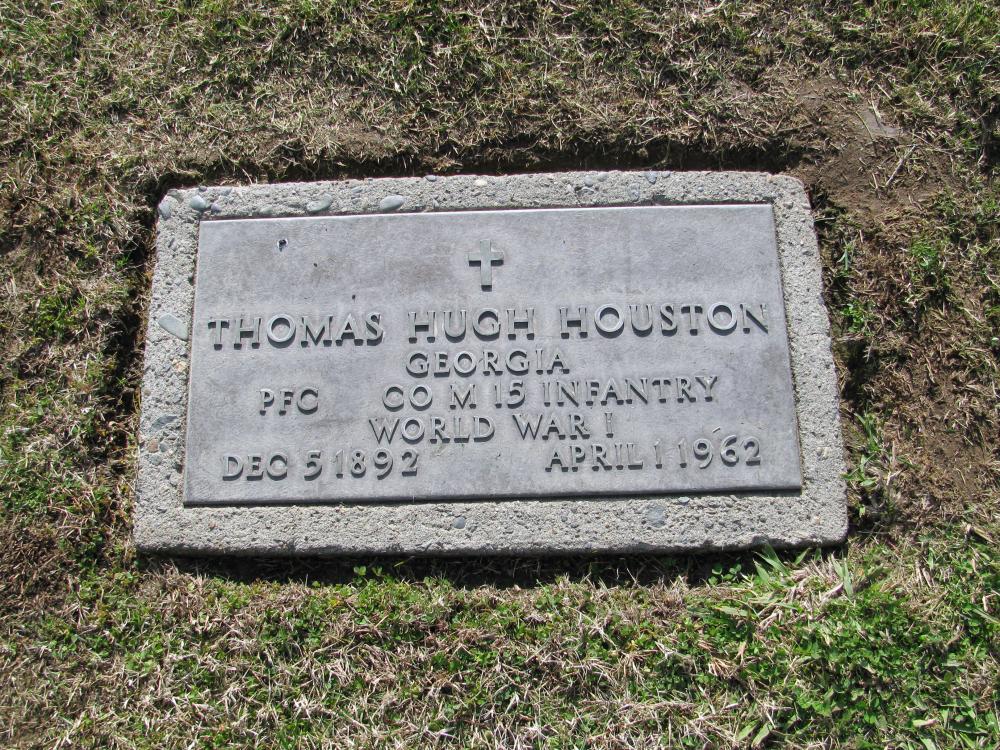 THOMAS HUGH HOUSTON
GEORGIA
PFC CO M 15 INFANTRY
WORLD WAR I
DEC 5 1892 APRIL 1 1962